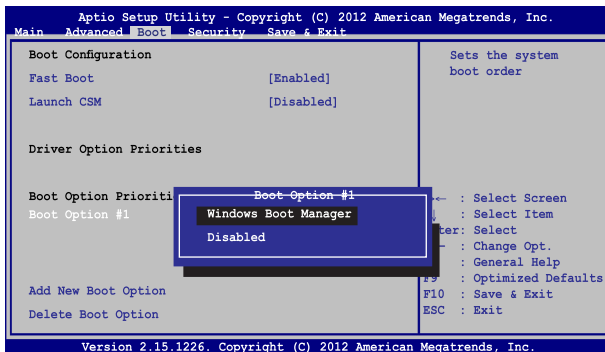 Aptio Setup Utility - Copyright (C) 2012 American Megatrends, Inc.
Main Advanced Boot Security Save & Exit
Boot Configuration
Fast Boot [Enabled]
Launch CSM [Disabled]
Driver Option Priorities
Boot Option Prioriti
Boot Option #1
Add New Boot Option
Delete Boot Option
Boot Option #1
Windows Boot Manager
Disabled
Sets the system
boot order
→← : Select Screen
: Select Item
ter: Select
— : Change Opt.
: General Help
F9 : Optimized Defaults
F10 : Save & Exit
ESC : Exit
Version 2.15.1226. Copyright (C) 2012 American Megatrends, Inc.